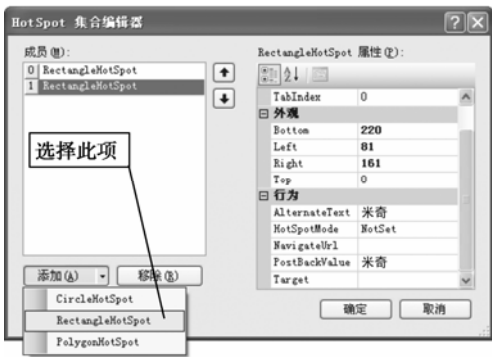 HotSpot 集合编辑器
成员(M):
0 RectangleHotSpot
1 RectangleHotSpot
选择此项
添加(A)
移除(R)
CircleHotSpot
RectangleHotSpot
PolygonHotSpot
RectangleHotSpot 属性(P):
TabIndex 0
外观
Bottom 220
Left 81
Right 161
Top 0
行为
AlternateText 米奇
HotSpotMode NotSet
NavigateUrl
PostBackValue 米奇
Target
确定
取消